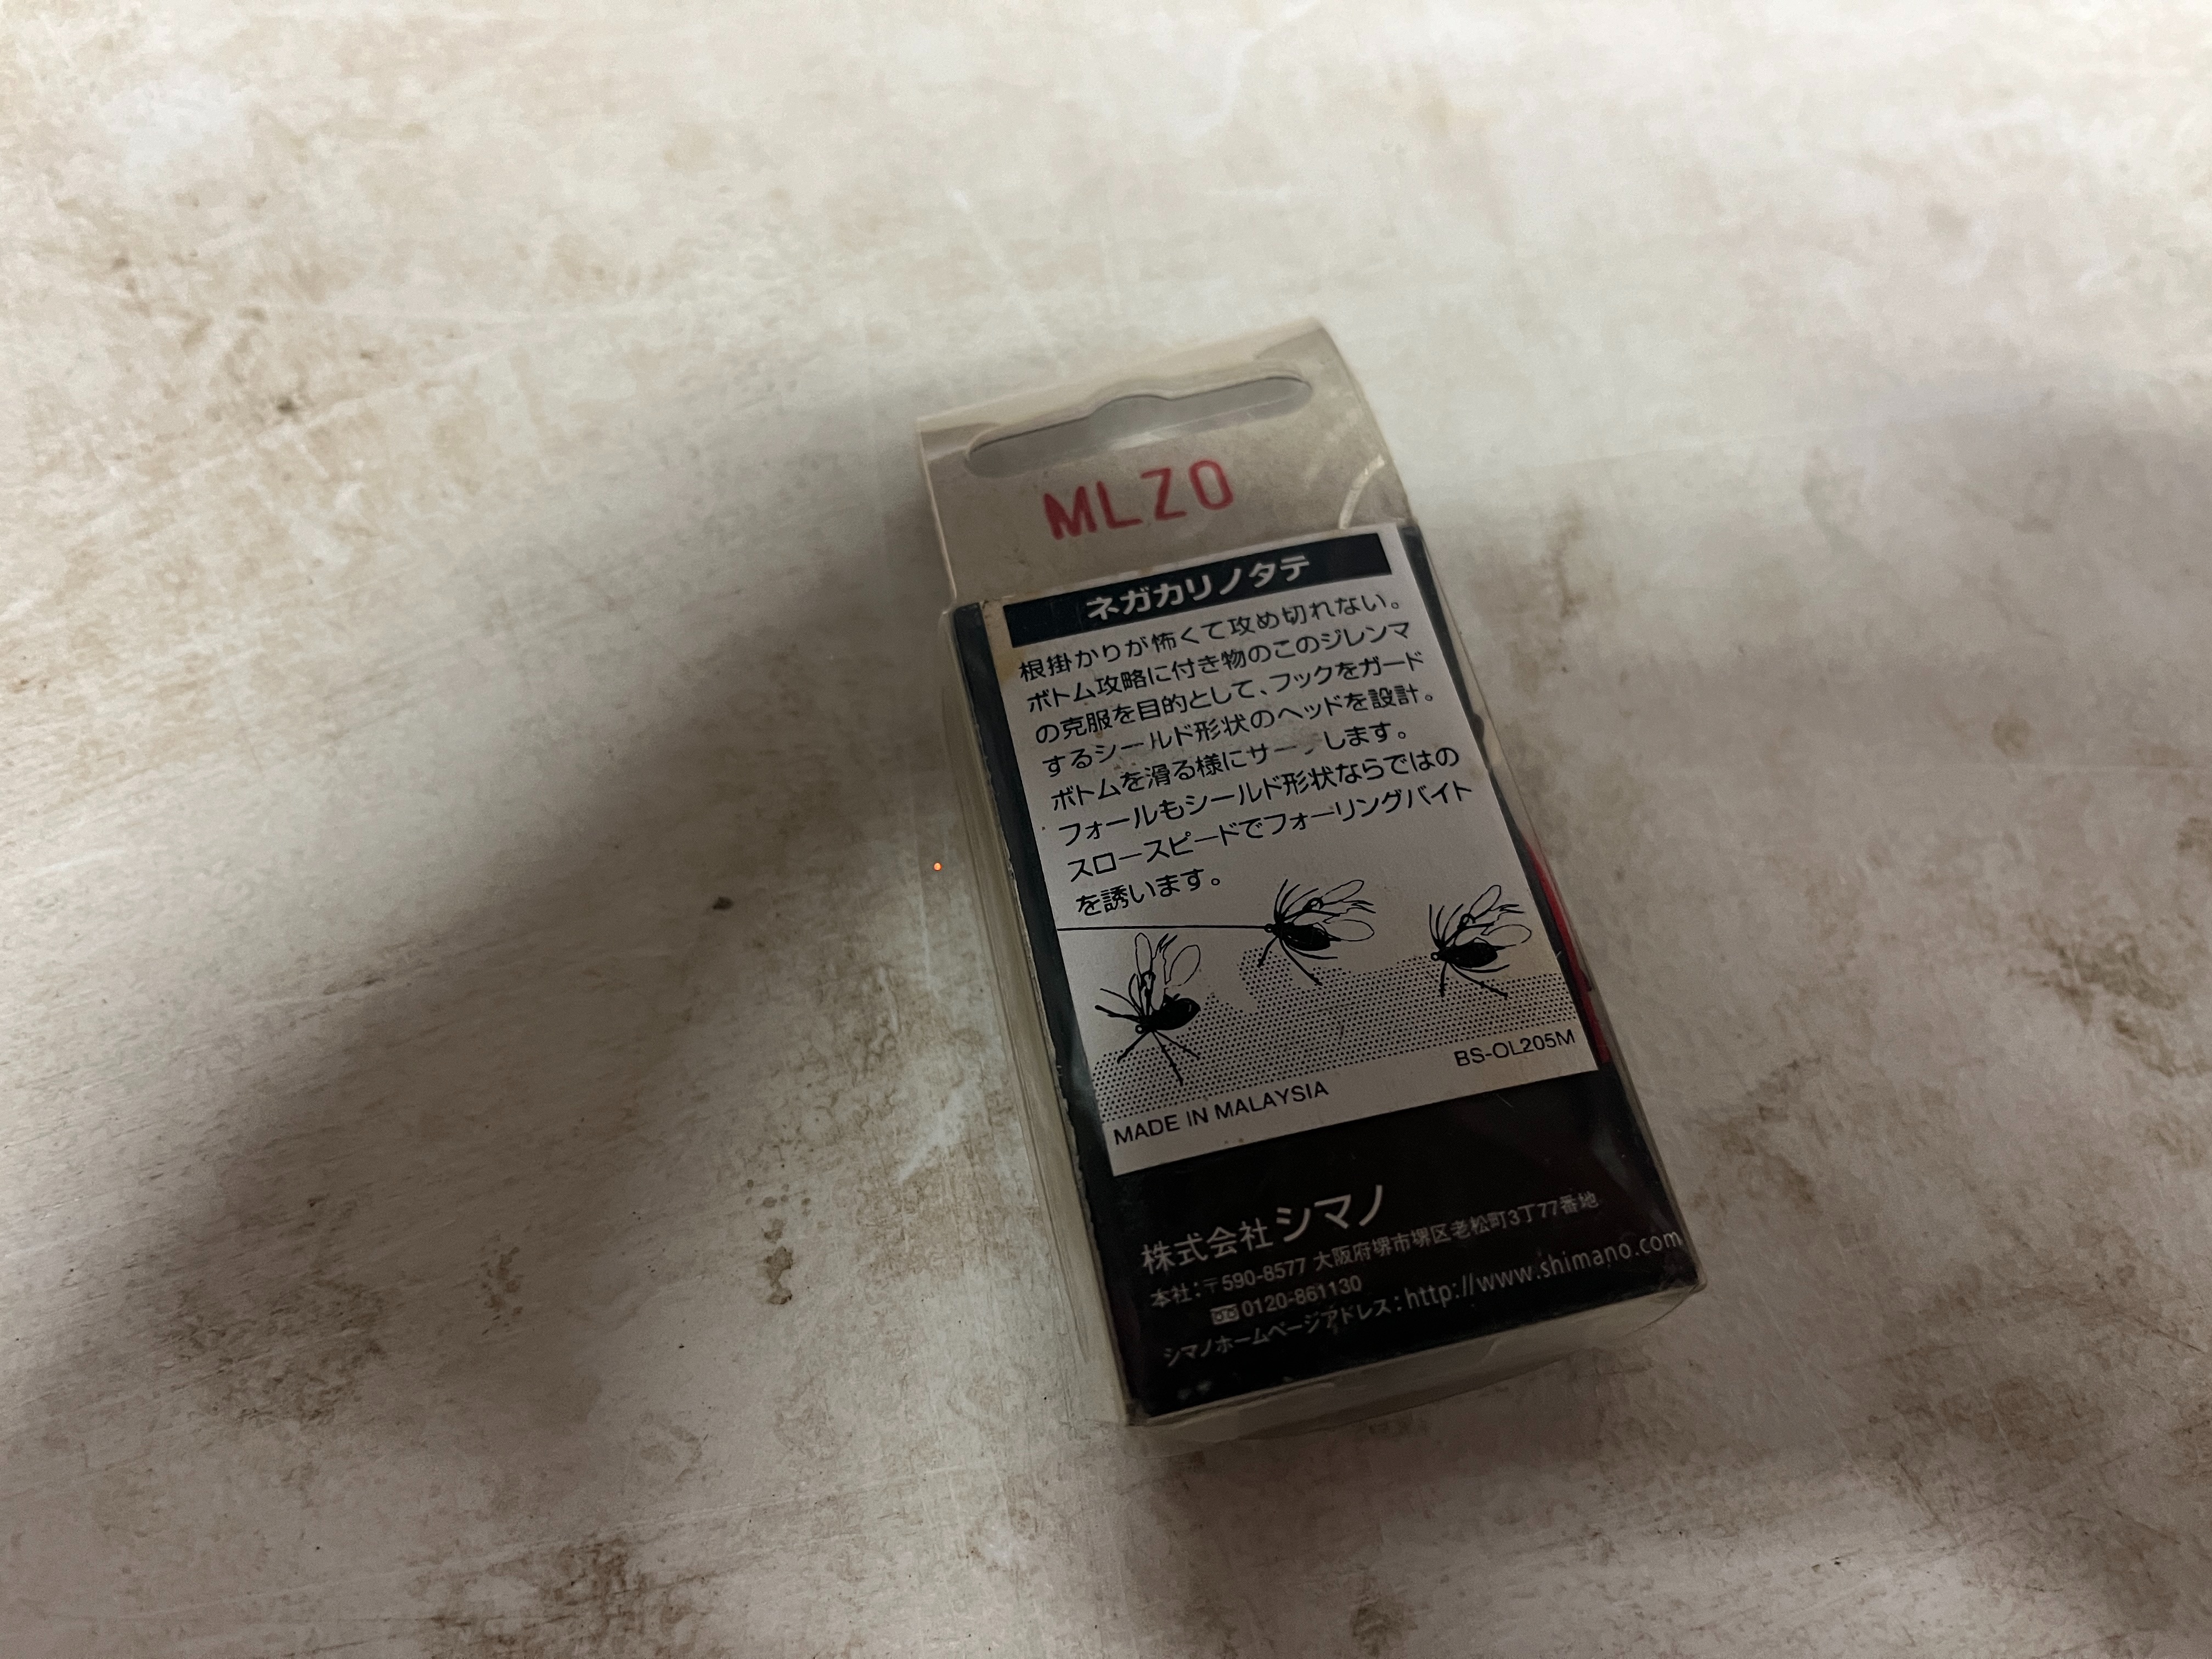 MLZO
ネガカリノタテ
根掛かりが怖くて攻め切れない。
ボトム攻略に付き物のこのジレンマ
の克服を目的として、フックをガード
するシールド形状のヘッドを設計。
ボトムを滑る様にサー しします。
フォールもシールド形状ならではの
スロースピードでフォーリングバイト
を誘います。
BS-OL205M
MADE IN MALAYSIA
株式会社シマノ
本社:〒590-8577 大阪府堺市堺区老松町3丁77番地
0120-861130
シマノホームページアドレス:http://www.shimano.com